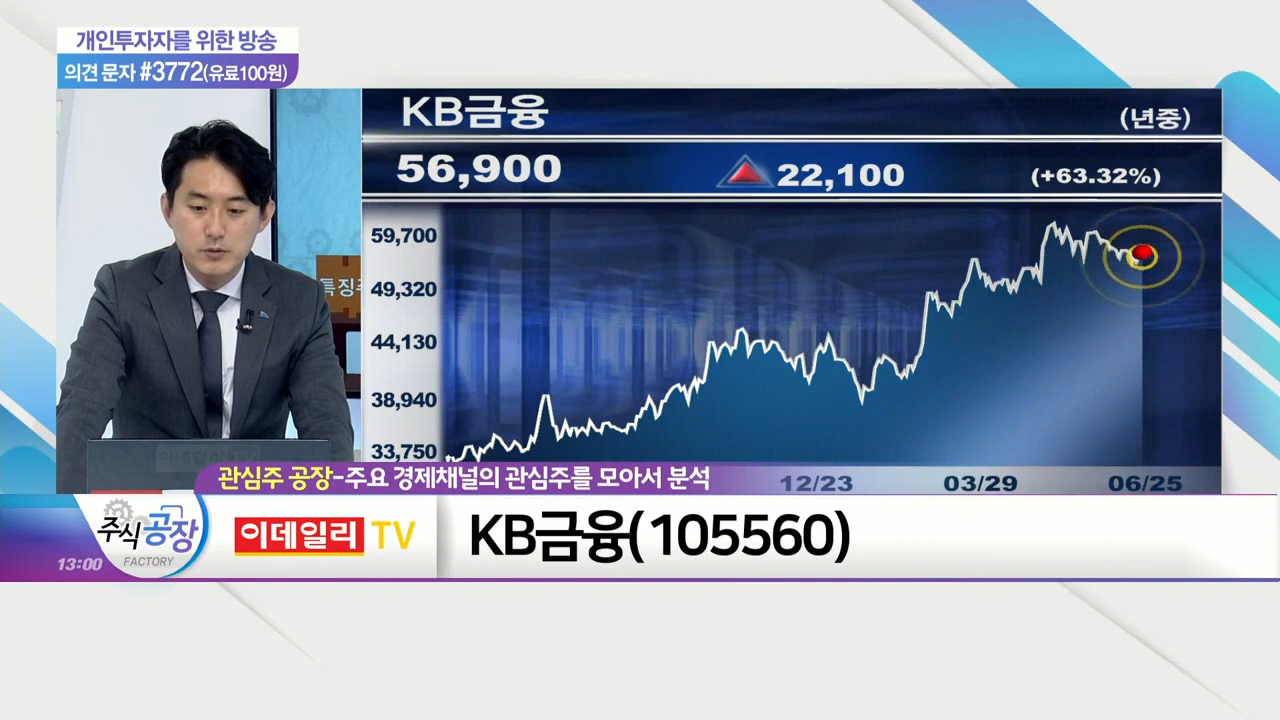 개인투자자를 위한 방송
의견 문자 #3772(유료100원)
KB금융
(년중)
56,900
22,100
(+63.32%)
59,700
49,320
44,130
38,940
33,750
12/23
03/29
06/25
특징주
관심주 공장-주요 경제채널의 관심주를 모아서 분석
주식공장
FACTORY
13:00
이데일리 TV
KB금융(105560)